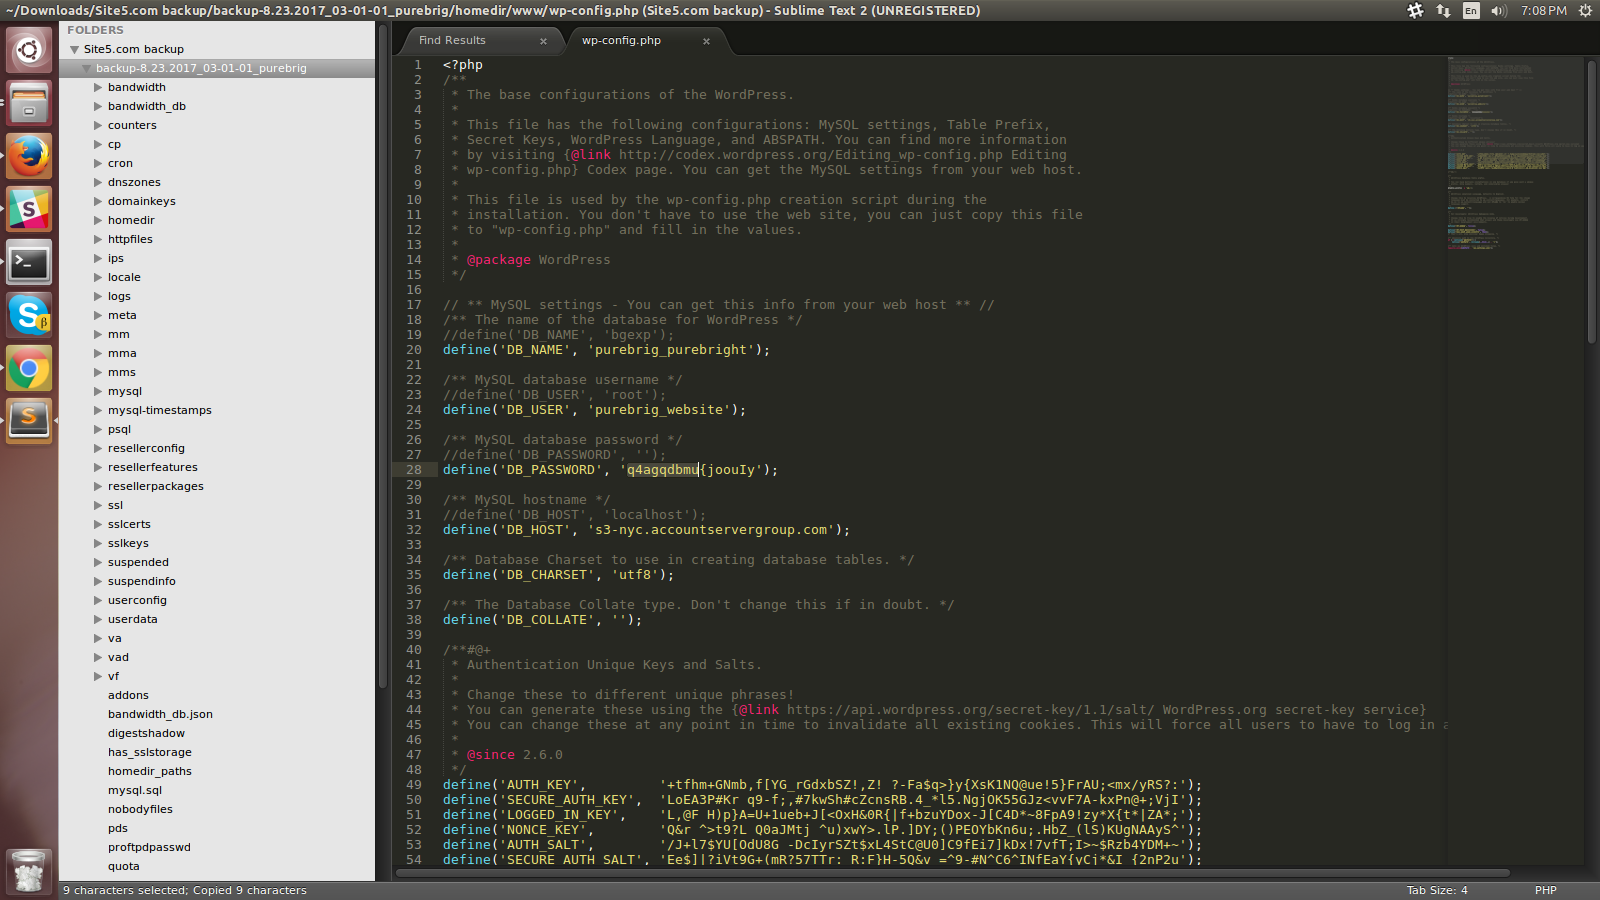 ~/Downloads/Site5.com backup/backup-8.23.2017_03-01-01_purebrig/homedir/www/wp-config.php (Site5.com backup) - Sublime Text 2 (UNREGISTERED)
En
7:08 PM
FOLDERS
Site5.com backup
backup-8.23.2017_03-01-01_purebrig
bandwidth
bandwidth_db
counters
cp
cron
dnszones
domainkeys
homedir
httpfiles
ips
locale
logs
meta
mm
mma
mms
mysql
mysql-timestamps
psql
resellerconfig
resellerfeatures
resellerpackages
ssl
sslcerts
sslkeys
suspended
suspendinfo
userconfig
userdata
va
vad
vf
addons
bandwidth_db.json
digestshadow
has_sslstorage
homedir_paths
mysql.sql
nobodyfiles
pds
proftpdpasswd
quota
Find Results
wp-config.php
1 <?php
2 /**
3 * The base configurations of the WordPress.
4 *
5 * This file has the following configurations: MySQL settings, Table Prefix,
6 * Secret Keys, WordPress Language, and ABSPATH. You can find more information
7 * by visiting {@link http://codex.wordpress.org/Editing_wp-config.php Editing
8 * wp-config.php} Codex page. You can get the MySQL settings from your web host.
9 *
10 * This file is used by the wp-config.php creation script during the
11 * installation. You don't have to use the web site, you can just copy this file
12 * to "wp-config.php" and fill in the values.
13 *
14 * @package WordPress
15 */
16
17 // ** MySQL settings - You can get this info from your web host ** //
18 /** The name of the database for WordPress */
19 //define('DB_NAME', 'bgexp');
20 define('DB_NAME', 'purebrig_purebright');
21
22 /** MySQL database username */
23 //define('DB_USER', 'root');
24 define('DB_USER', 'purebrig_website');
25
26 /** MySQL database password */
27 //define('DB_PASSWORD', '');
28 define('DB_PASSWORD', 'q4agqdbmu{joouIy');
29
30 /** MySQL hostname */
31 //define('DB_HOST', 'localhost');
32 define('DB_HOST', 's3-nyc.accountservergroup.com');
33
34 /** Database Charset to use in creating database tables. */
35 define('DB_CHARSET', 'utf8');
36
37 /** The Database Collate type. Don't change this if in doubt. */
38 define('DB_COLLATE', '');
39
40 /**#@+
41 * Authentication Unique Keys and Salts.
42 *
43 * Change these to different unique phrases!
44 * You can generate these using the {@link https://api.wordpress.org/secret-key/1.1/salt/ WordPress.org secret-key service}
45 * You can change these at any point in time to invalidate all existing cookies. This will force all users to have to log in
46 *
47 * @since 2.6.0
48 */
49 define('AUTH_KEY', '+tfhm+GNmb,f[YG_rGdxbSZ!,Z! ?-Fa$q>}y{XsK1NQ@ue!5}FrAU;<mx/yRS?:');
50 define('SECURE_AUTH_KEY', 'LoEA3P#Kr q9-f;,#7kwSh#cZcnsRB.4_*l5.NgjOK55GJz<vvF7A-kxPn@+;VjI');
51 define('LOGGED_IN_KEY', 'L,@F H)p}A=U+1ueb+J[<OxH&0R{|f+bzuYDox-J[C4D*~8FpA9!zy*X{t*|ZA*;');
52 define('NONCE_KEY', 'Q&r ^>t9?L Q0aJMtj ^u)xwY>.lP.]DY;()PEOYbKn6u;.HbZ_(lS)KUgNAAyS^');
53 define('AUTH_SALT', '/J+l7$YU[OdU8G -DcIyrSZt$xL4StC@U0]C9fEi7]kDx!7vfT;I>~$Rzb4YDM+~');
54 define('SECURE_AUTH_SALT', 'Ee$]|?iVt9G+(mR?57TTr: R:F}H-5Q&v =^9-#N^C6^INfEaY{yCj*&I {2nP2u');
9 characters selected; Copied 9 characters
Tab Size: 4
PHP